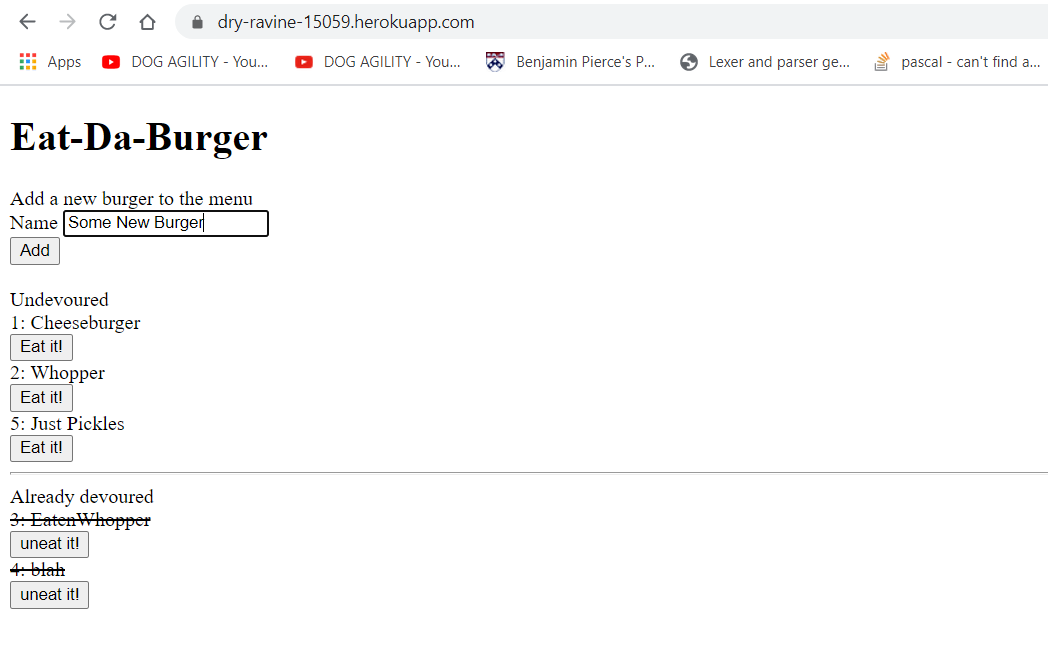 dry-ravine-15059.herokuapp.com
Apps DOG AGILITY - You... DOG AGILITY - You... Benjamin Pierce's P... Lexer and parser ge... pascal - can't find a...
Eat-Da-Burger
Add a new burger to the menu
Name Some New Burger
Add
Undevoured
1: Cheeseburger
Eat it!
2: Whopper
Eat it!
5: Just Pickles
Eat it!
Already devoured
3: EatenWhopper
uneat it!
4: blah
uneat it!